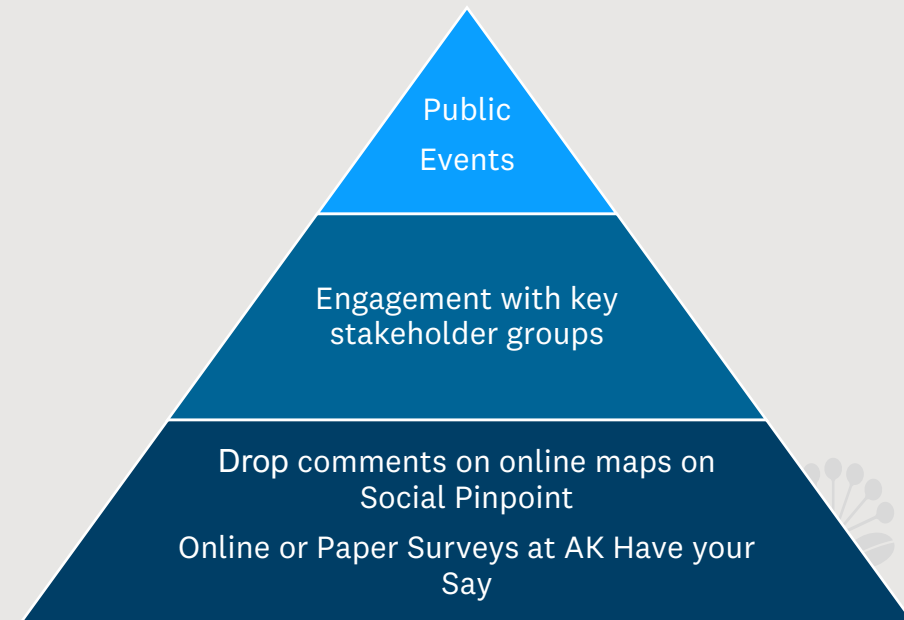 Public
Events
Engagement with key
stakeholder groups
Drop comments on online maps on
Social Pinpoint
Online or Paper Surveys at AK Have your
Say